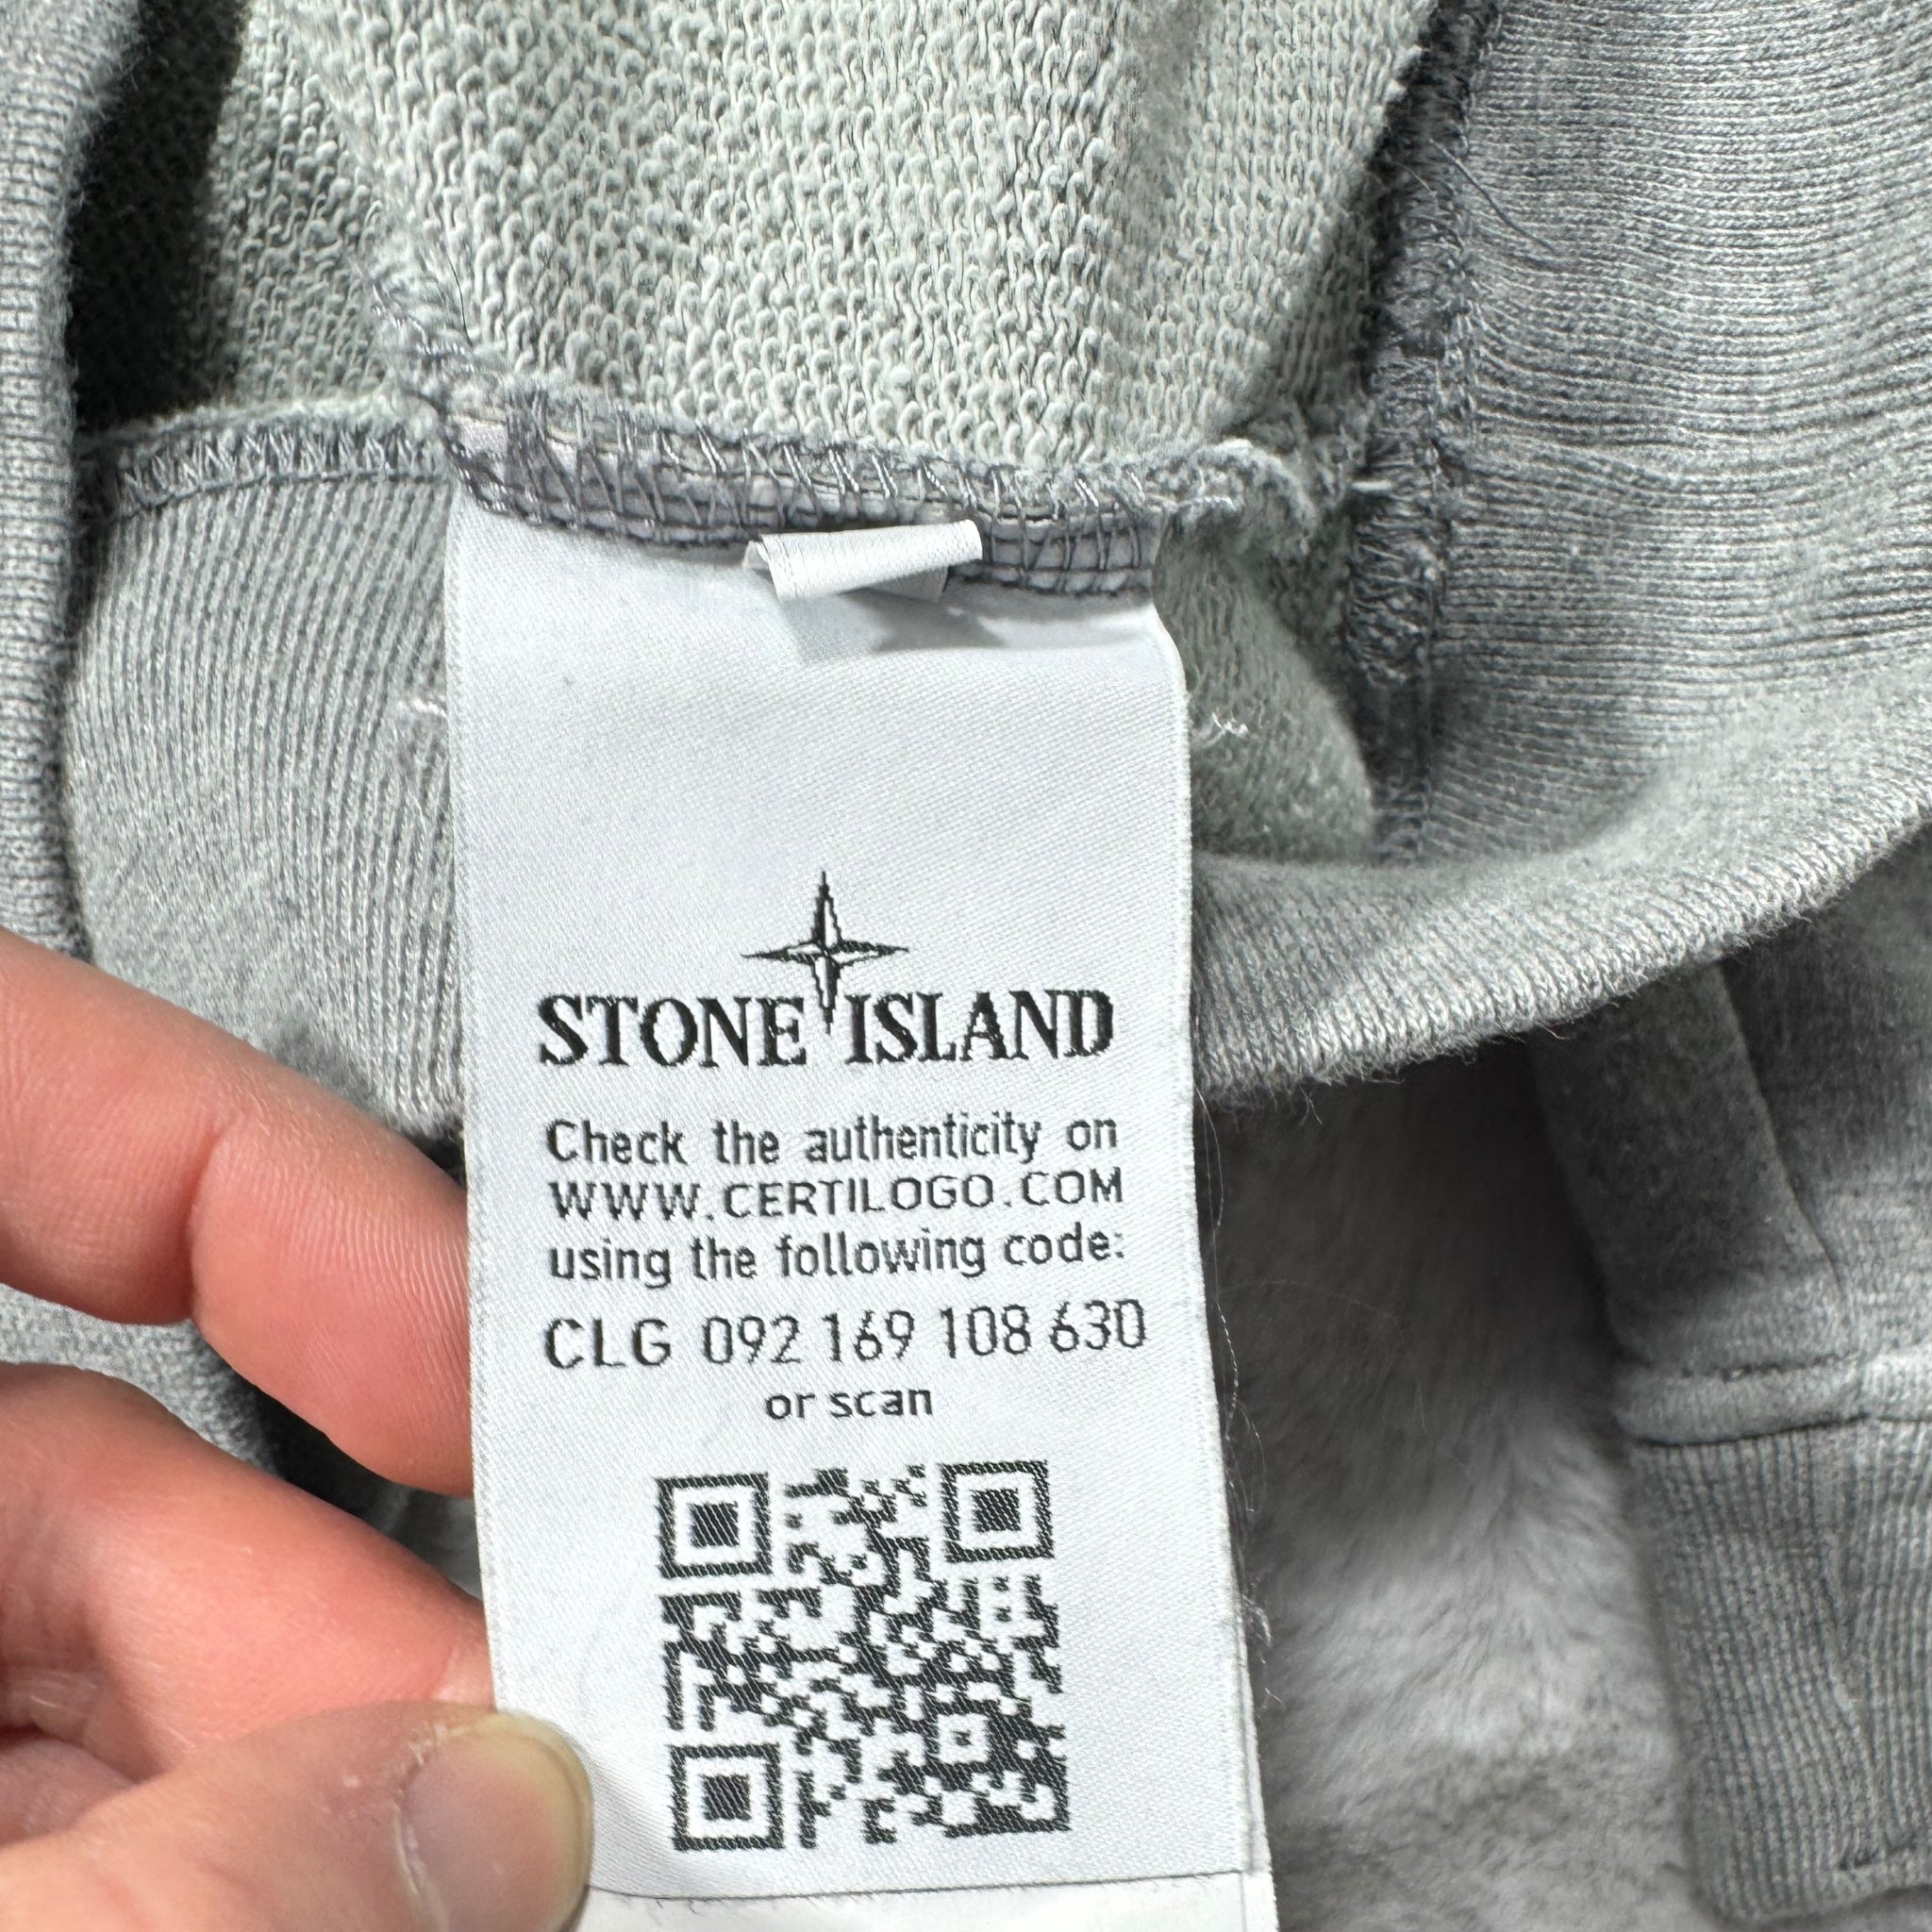 STONE ISLAND
Check the authenticity on
WWW.CERTILOGO.COM
using the following code:
CLG 092 169 108 630
or scan